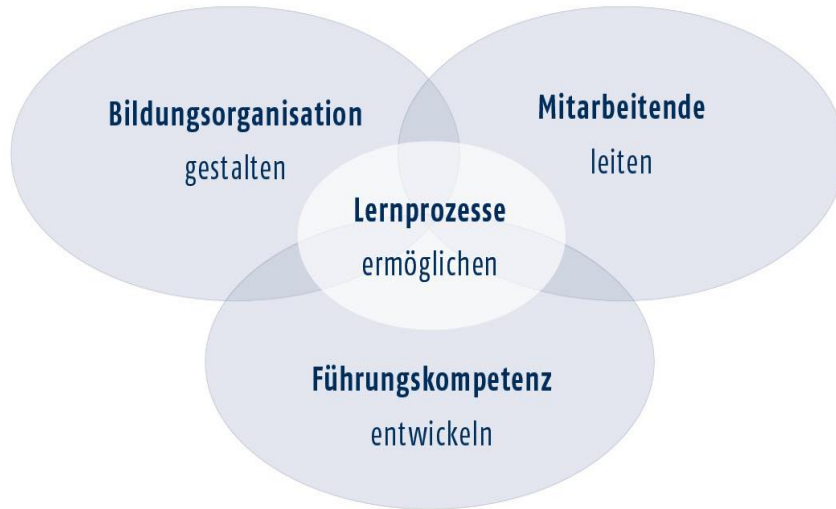 Bildungsorganisation
gestalten
Mitarbeitende
leiten
Lernprozesse
ermöglichen
Führungskompetenz
entwickeln